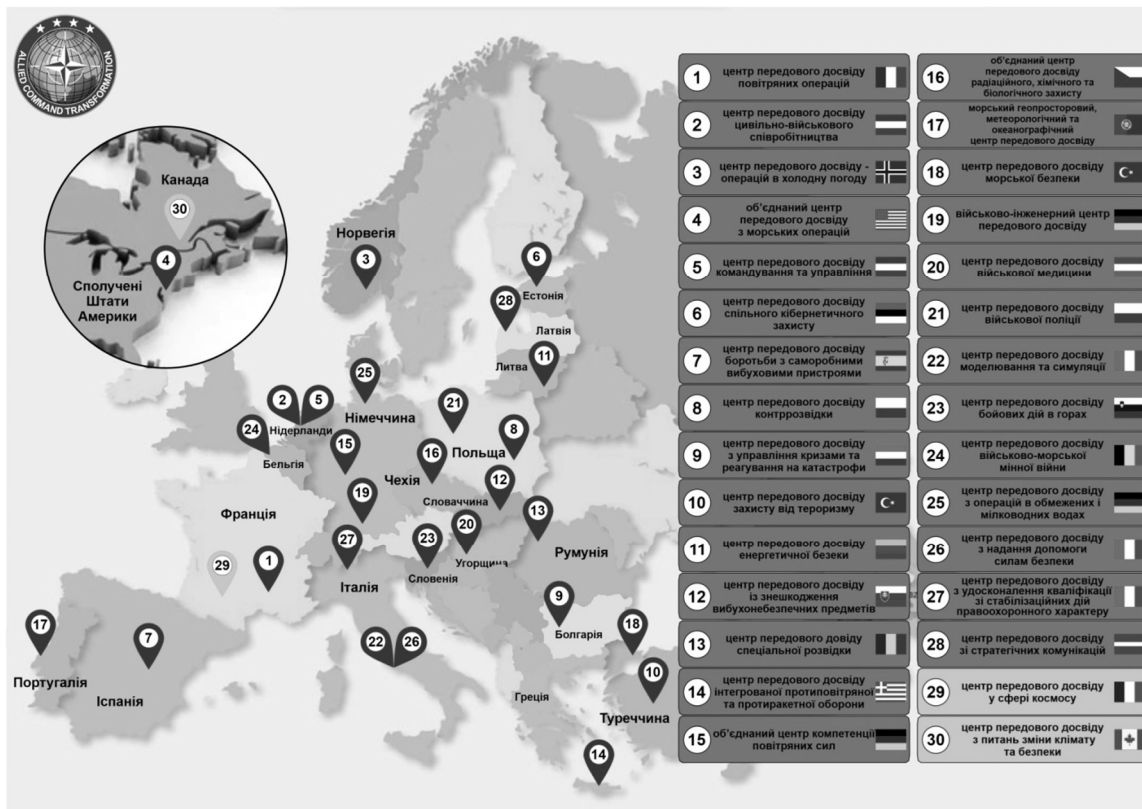 ALLIED COMMAND TRANSFORMATION
Канада
30
4
Сполучені
Штати
Америки
Норвегія
3
6
Естонія
28
Латвія
11
Литва
25
2
5
Німеччина
21
Нідерланди
24
15
8
Польща
Бельгія
16
Чехія
12
Словаччина
19
13
Франція
20
27
23
Румунія
Угорщина
1
29
Італія
Словенія
9
17
7
18
Болгарія
22
26
10
Португалія
Іспанія
Греція
Туреччина
14
1
центр передового досвіду
повітряних операцій
2
центр передового досвіду
цивільно-військового
співробітництва
3
центр передового досвіду -
операцій в холодну погоду
4
об'єднаний центр
передового досвіду
з морських операцій
5
центр передового досвіду
командування та управління
6
центр передового досвіду
спільного кібернетичного
захисту
7
центр передового досвіду
боротьби з саморобними
вибуховими пристроями
8
центр передового досвіду
контррозвідки
9
центр передового досвіду
з управління кризами та
реагування на катастрофи
10
центр передового досвіду
захисту від тероризму
11
центр передового досвіду
енергетичної безеки
12
центр передового досвіду
із знешкодження
вибухонебезпечних предметів
13
центр передового довіду
спеціальної розвідки
14
центр передового досвіду
інтегрованої протиповітряної
та протиракетної оборони
15
об'єднаний центр компетенції
повітряних сил
16
об'єднаний центр
передового досвіду
радіаційного, хімічного та
біологічного захисту
17
морський геопросторовий,
метеорологічний та
океанографічний
центр передового досвіду
18
центр передового досвіду
морської безпеки
19
військово-інженерний центр
передового досвіду
20
центр передового досвіду
військової медицини
21
центр передового досвіду
військової поліції
22
центр передового досвіду
моделювання та симуляції
23
центр передового досвіду
бойових дій в горах
24
центр передового досвіду
військово-морської
мінної війни
25
центр передового досвіду
з операцій в обмежених і
мілководних водах
26
центр передового досвіду
з надання допомоги
силам безпеки
27
центр передового досвіду
з удосконалення кваліфікації
зі стабілізаційних дій
правоохоронного характеру
28
центр передового досвіду
зі стратегічних комунікацій
29
центр передового досвіду
у сфері космосу
30
центр передового досвіду
з питань зміни клімату
та безпеки